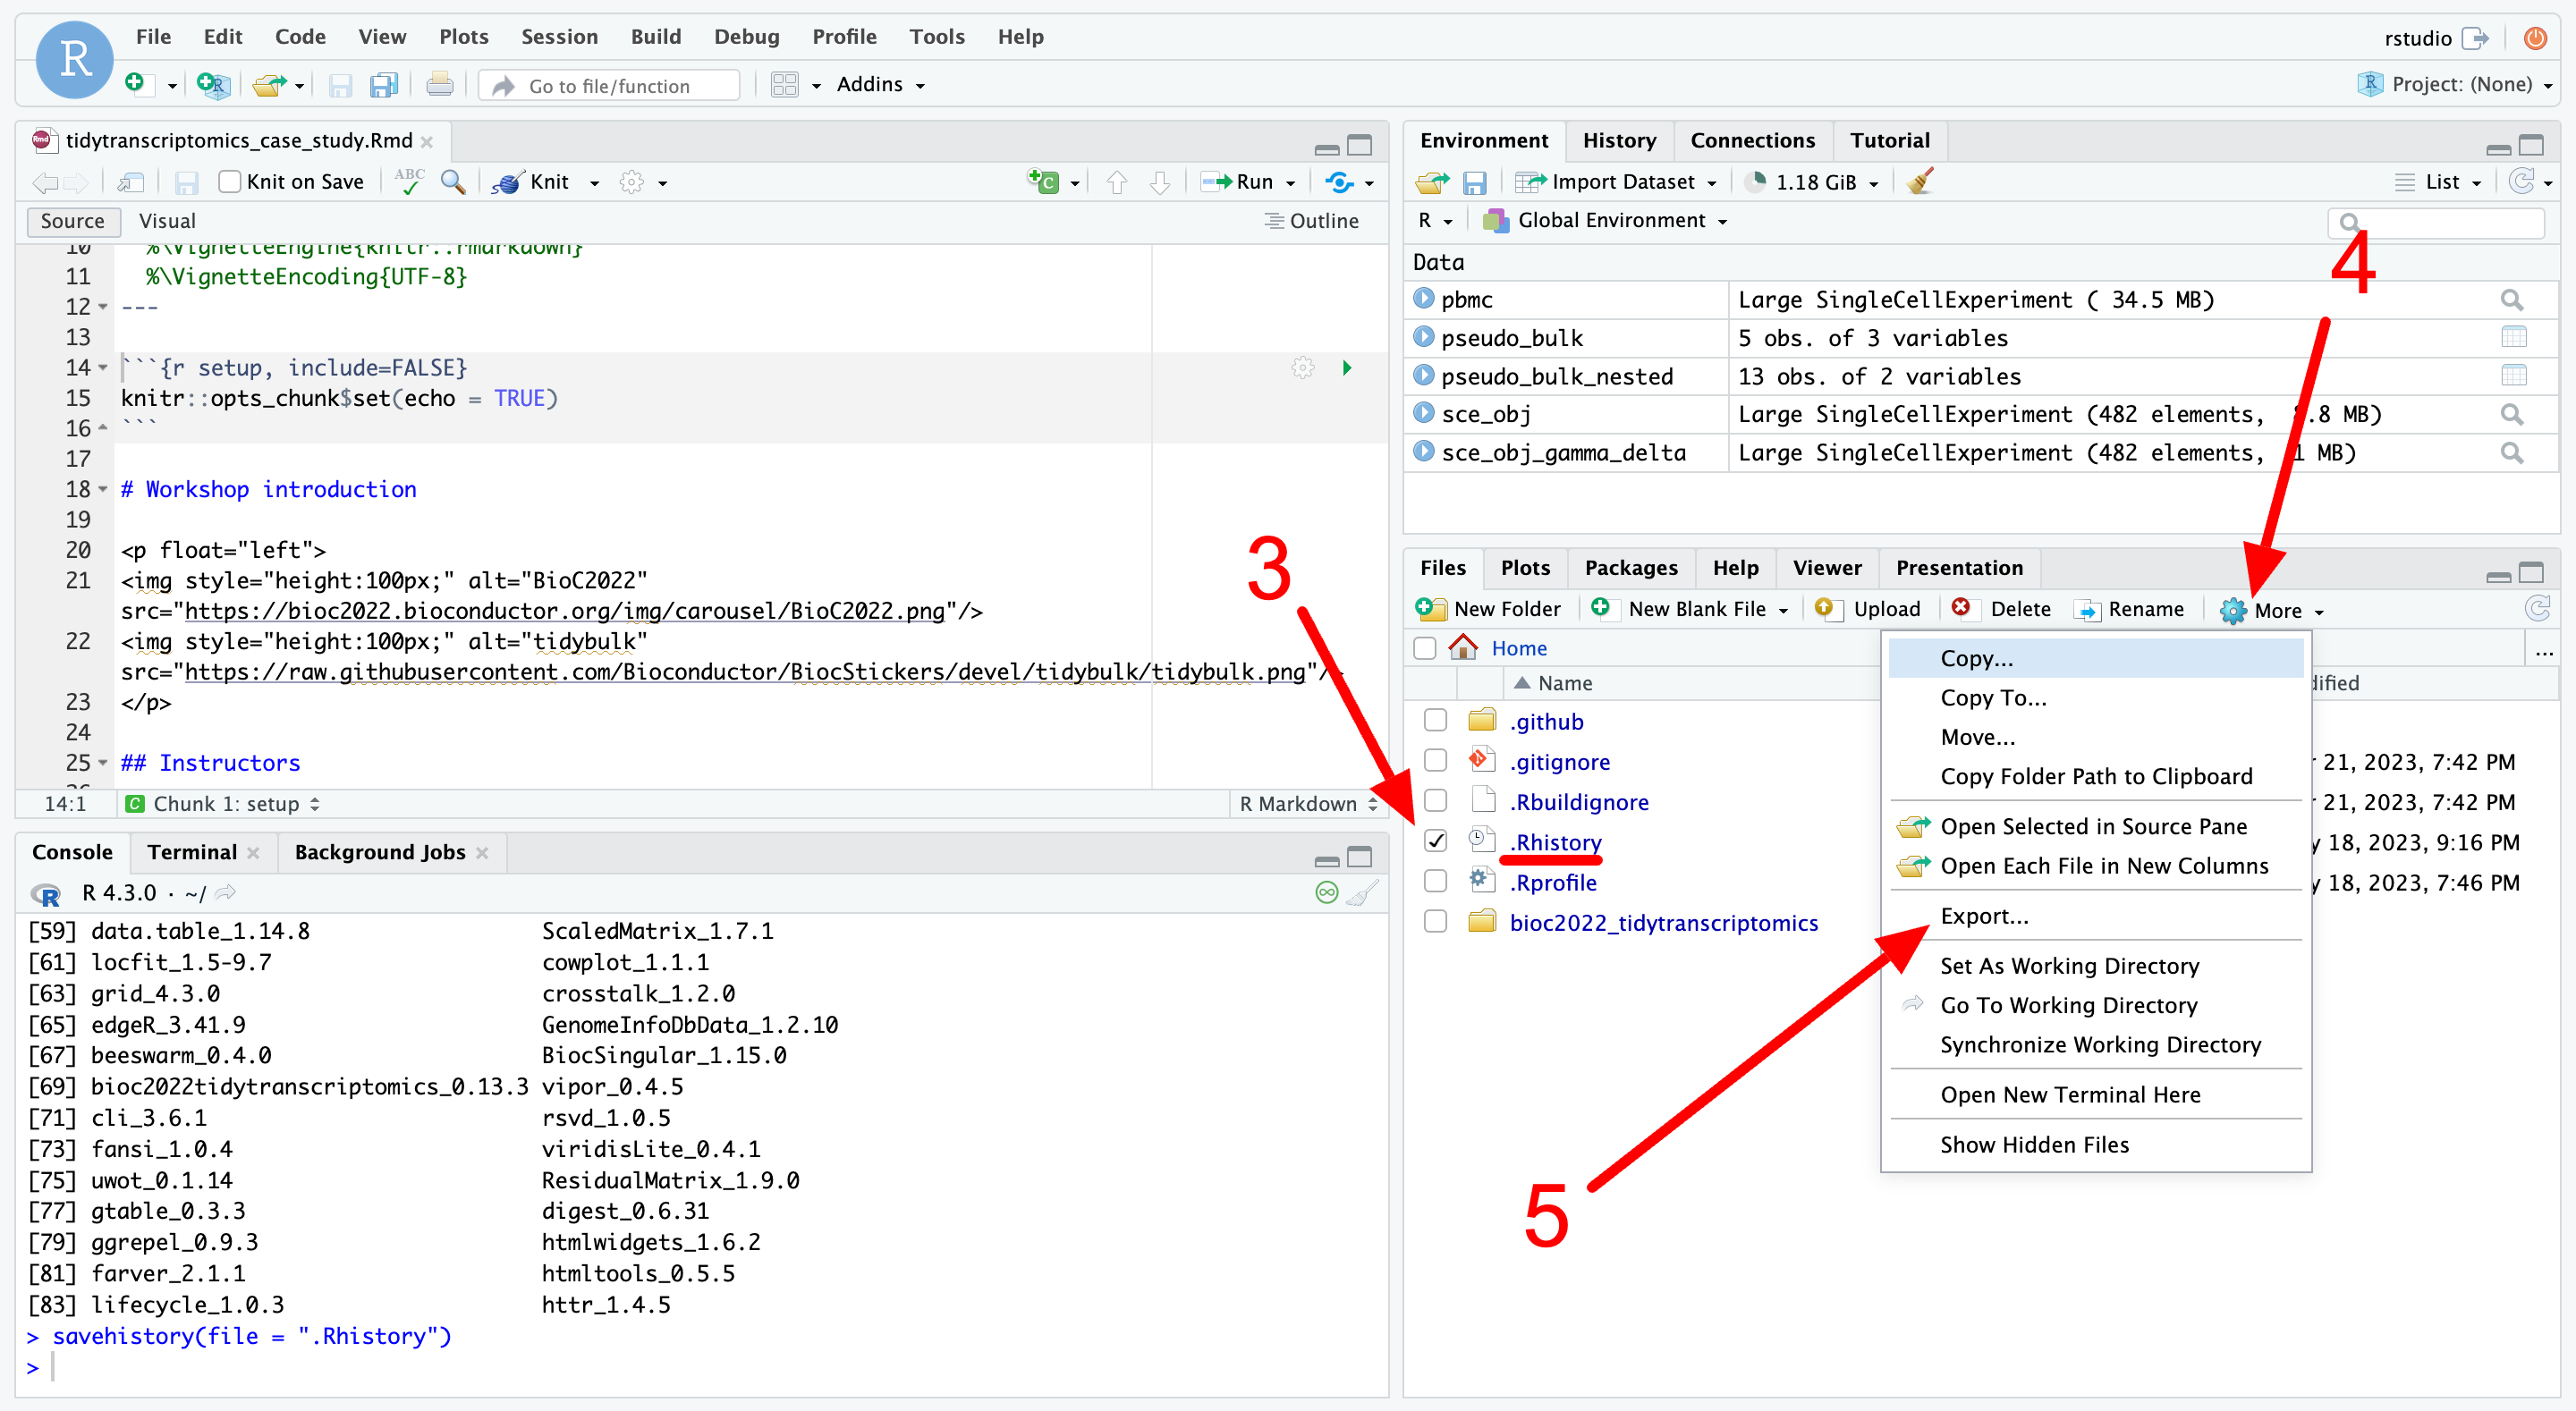 File Edit Code View Plots Session Build Debug Profile Tools Help
rstudio
R
Go to file/function
Addins
Project: (None)
tidytranscriptomics_case_study.Rmd
Knit on Save
ABC
Knit
Run
Source Visual
Outline
10 %\VignetteEngine{knitr::rmarkdown}
11 %\VignetteEncoding{UTF-8}
12 ---
13
14 ```{r setup, include=FALSE}
15 knitr::opts_chunk$set(echo = TRUE)
16 ```
17
18 # Workshop introduction
19
20 <p float="left">
21 <img style="height:100px;" alt="BioC2022"
src="https://bioc2022.bioconductor.org/img/carousel/BioC2022.png"/>
22 <img style="height:100px;" alt="tidybulk"
src="https://raw.githubusercontent.com/Bioconductor/BiocStickers/devel/tidybulk/tidybulk.png"/>
23 </p>
24
25 ## Instructors
14:1 C Chunk 1: setup R Markdown
Console Terminal Background Jobs
R 4.3.0 · ~/
[59] data.table_1.14.8 ScaledMatrix_1.7.1
[61] locfit_1.5-9.7 cowplot_1.1.1
[63] grid_4.3.0 crosstalk_1.2.0
[65] edgeR_3.41.9 GenomeInfoDbData_1.2.10
[67] beeswarm_0.4.0 BiocSingular_1.15.0
[69] bioc2022tidytranscriptomics_0.13.3 vipor_0.4.5
[71] cli_3.6.1 rsvd_1.0.5
[73] fansi_1.0.4 viridisLite_0.4.1
[75] uwot_0.1.14 ResidualMatrix_1.9.0
[77] gtable_0.3.3 digest_0.6.31
[79] ggrepel_0.9.3 htmlwidgets_1.6.2
[81] farver_2.1.1 htmltools_0.5.5
[83] lifecycle_1.0.3 httr_1.4.5
> savehistory(file = ".Rhistory")
>
Environment History Connections Tutorial
Import Dataset 1.18 GiB List
R Global Environment
4
Data
pbmc Large SingleCellExperiment ( 34.5 MB)
pseudo_bulk 5 obs. of 3 variables
pseudo_bulk_nested 13 obs. of 2 variables
sce_obj Large SingleCellExperiment (482 elements, .8 MB)
sce_obj_gamma_delta Large SingleCellExperiment (482 elements, 1 MB)
3
Files Plots Packages Help Viewer Presentation
New Folder New Blank File Upload Delete Rename More
Home
...
Name ified
.github
.gitignore 21, 2023, 7:42 PM
.Rbuildignore 21, 2023, 7:42 PM
.Rhistory 18, 2023, 9:16 PM
.Rprofile 18, 2023, 7:46 PM
bioc2022_tidytranscriptomics
Copy...
Copy To...
Move...
Copy Folder Path to Clipboard
Open Selected in Source Pane
Open Each File in New Columns
Export...
Set As Working Directory
Go To Working Directory
Synchronize Working Directory
Open New Terminal Here
Show Hidden Files
5